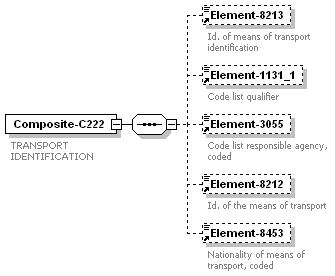 Element-8213
Id. of means of transport
identification
Element-1131_1
Code list qualifier
Composite-C222
TRANSPORT
IDENTIFICATION
Element-3055
Code list responsible agency,
coded
Element-8212
Id. of the means of transport
Element-8453
Nationality of means of
transport, coded